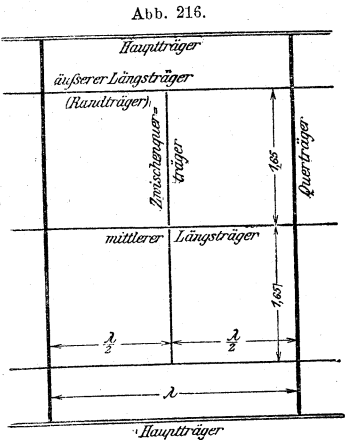 Abb. 216.
Hauptträger
äußerer Längsträger
(Randträger)
Zwischenquer=
träger
1,65
Querträger
mittlerer Längsträger
1,65
λ/2
λ/2
λ
Hauptträger